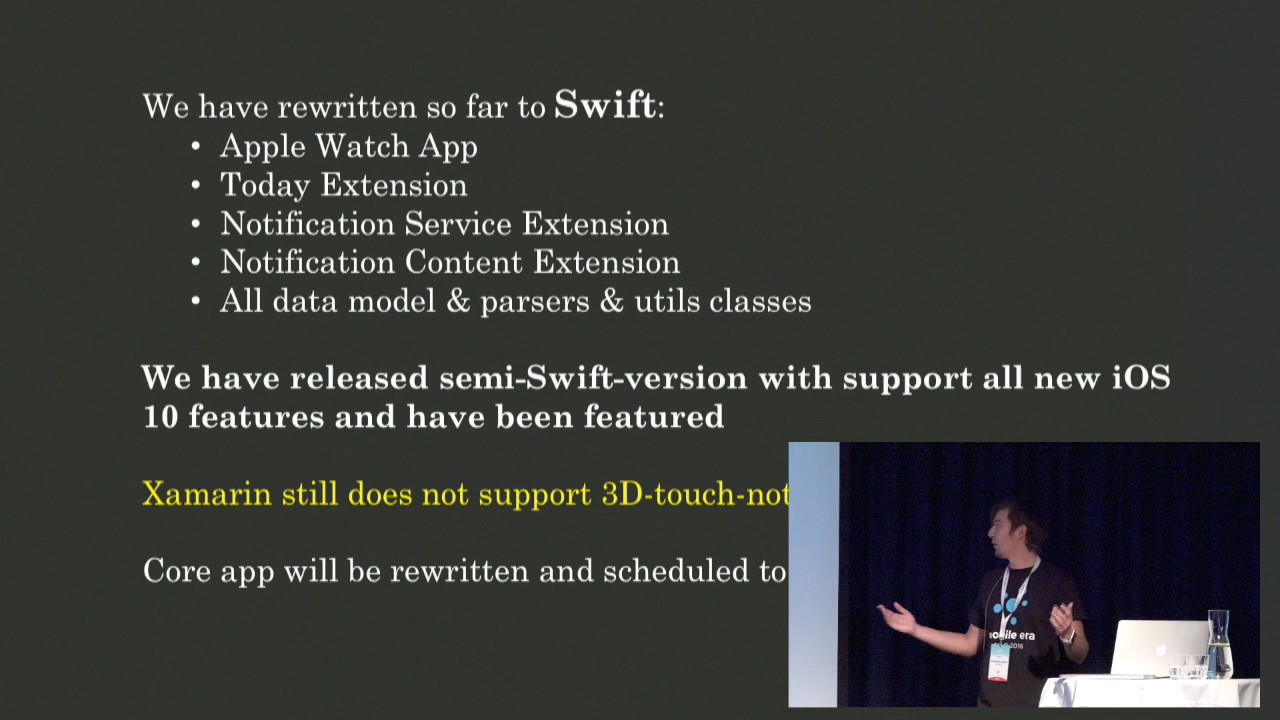 We have rewritten so far to Swift:
• Apple Watch App
• Today Extension
• Notification Service Extension
• Notification Content Extension
• All data model & parsers & utils classes
We have released semi-Swift-version with support all new iOS
10 features and have been featured
Xamarin still does not support 3D-touch-not
Core app will be rewritten and scheduled to
mobile era
2016